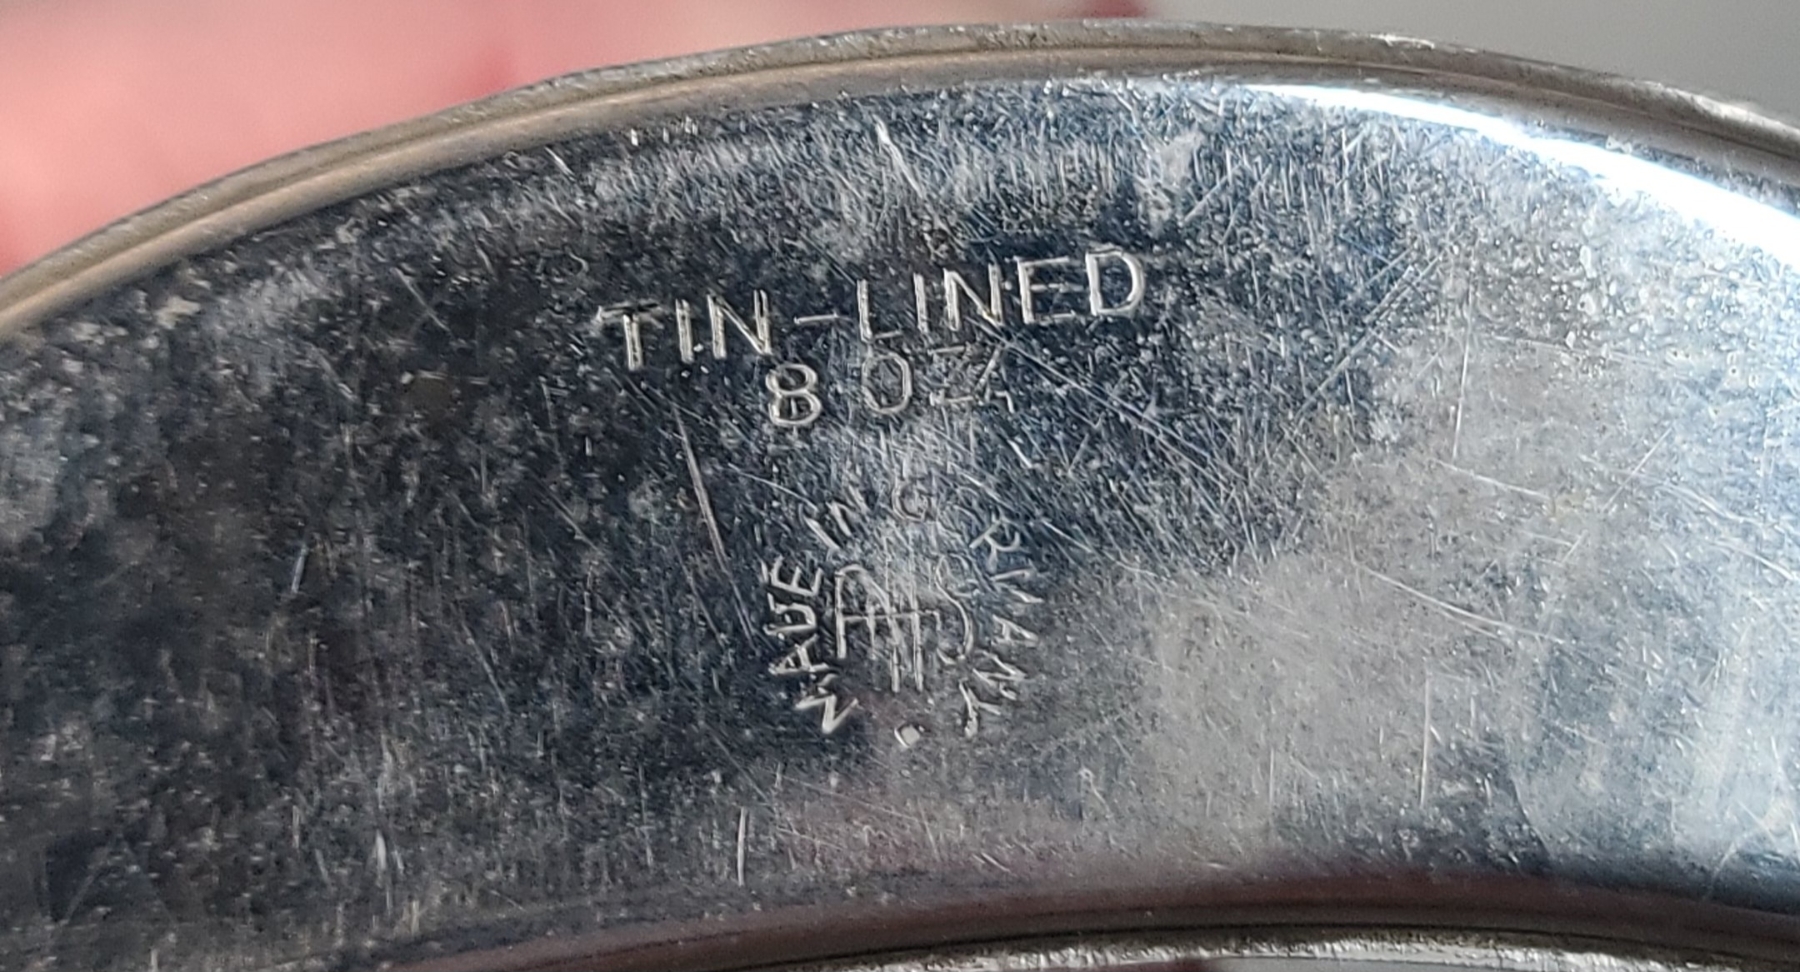 TIN-LINED
8 OZ.
MADE IN GERMANY